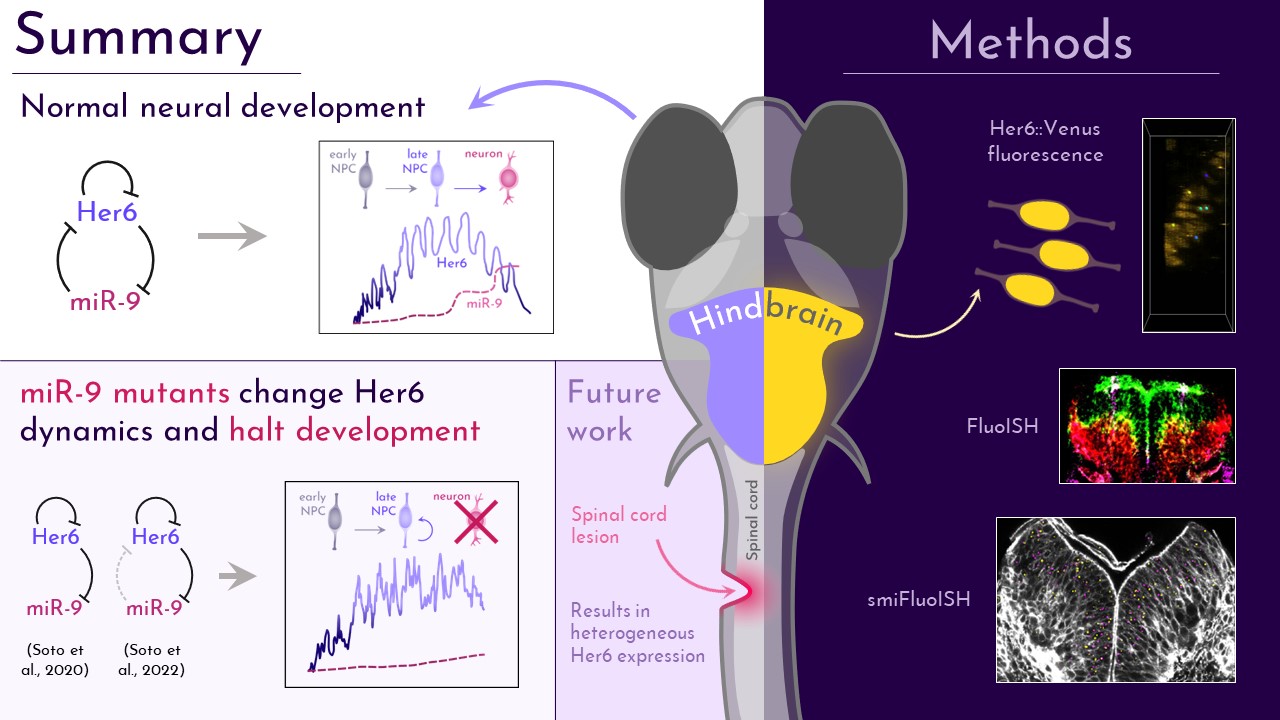 Summary
Normal neural development
Her6
miR-9
early
NPC
late
NPC
neuron
Her6
miR-9
miR-9 mutants change Her6
dynamics and halt development
Her6
miR-9
(Soto et
al., 2020)
Her6
miR-9
(Soto et
al., 2022)
early
NPC
late
NPC
neuron
Future
work
Spinal cord
lesion
Results in
heterogeneous
Her6 expression
Hindbrain
Spinal cord
Methods
Her6::Venus
fluorescence
FluoISH
smiFluoISH